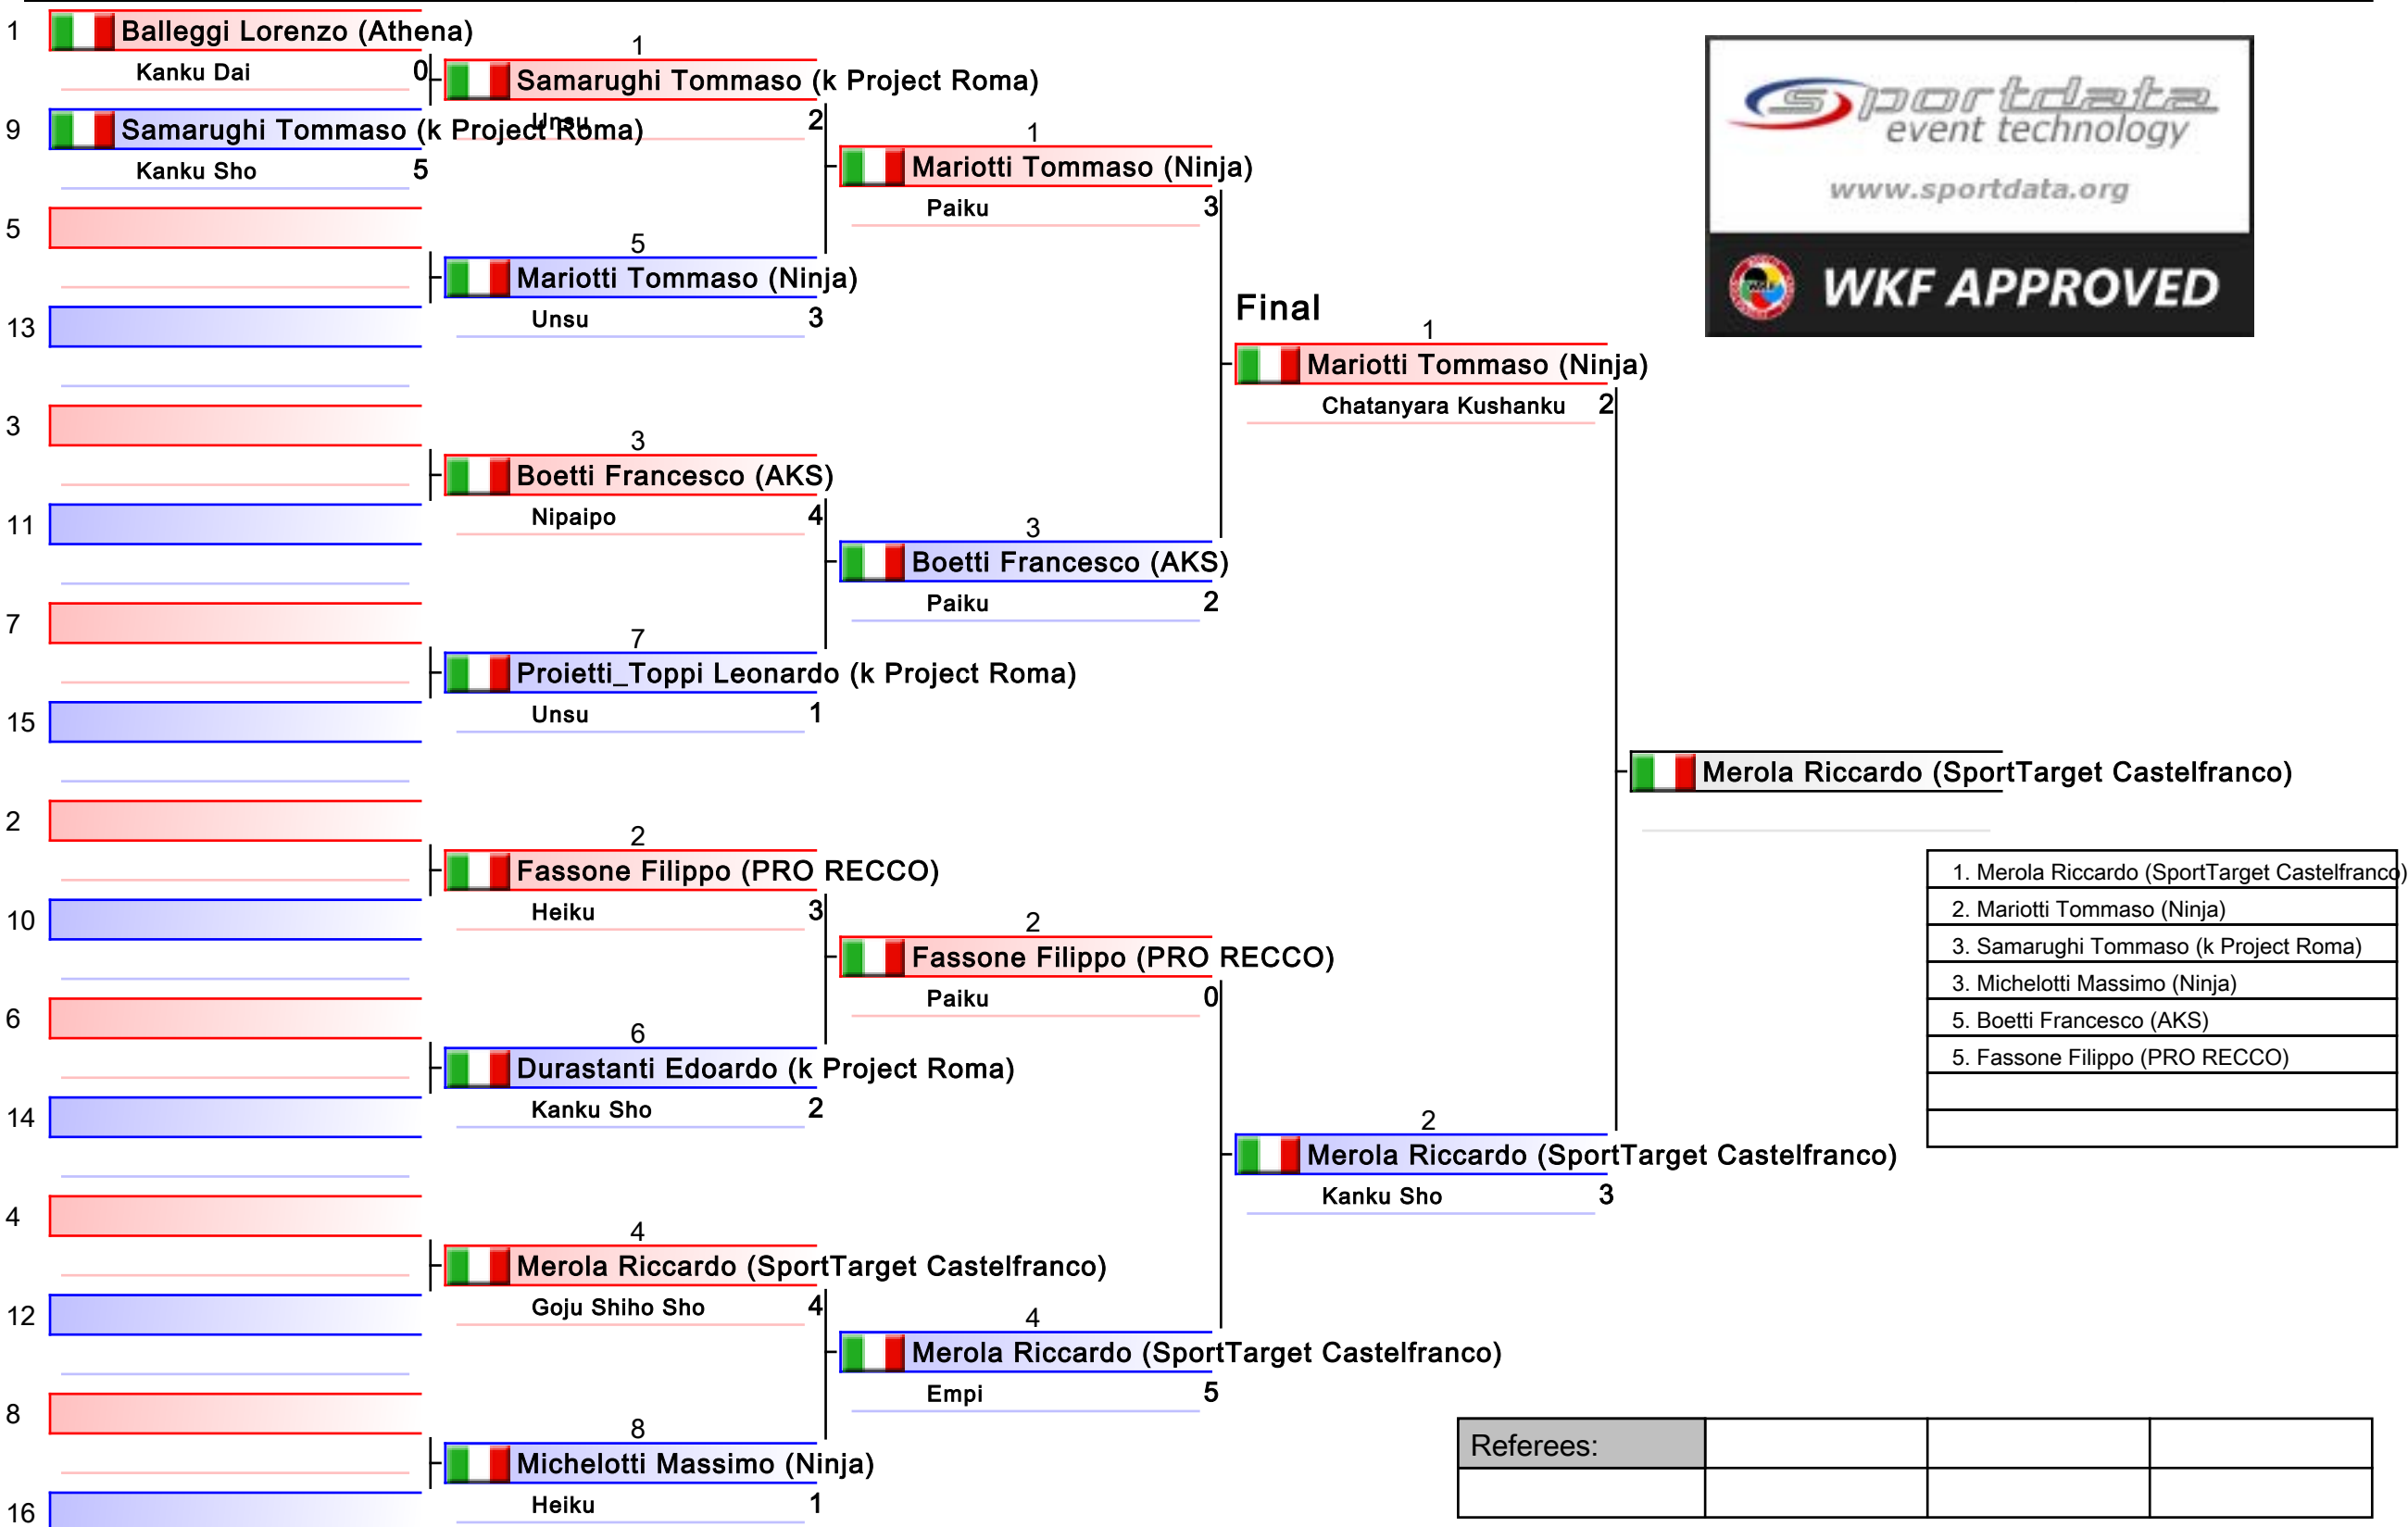 1
Balleggi Lorenzo (Athena)
Kanku Dai 0
9
Samarughi Tommaso (k Project Roma)
Kanku Sho 5
5
13
3
11
7
15
2
10
6
14
4
12
8
16
1
Samarughi Tommaso (k Project Roma)
Unsu 2
5
Mariotti Tommaso (Ninja)
Unsu 3
3
Boetti Francesco (AKS)
Nipaipo 4
7
Proietti_Toppi Leonardo (k Project Roma)
Unsu 1
2
Fassone Filippo (PRO RECCO)
Heiku 3
6
Durastanti Edoardo (k Project Roma)
Kanku Sho 2
4
Merola Riccardo (SportTarget Castelfranco)
Goju Shiho Sho 4
8
Michelotti Massimo (Ninja)
Heiku 1
1
Mariotti Tommaso (Ninja)
Paiku 3
3
Boetti Francesco (AKS)
Paiku 2
2
Fassone Filippo (PRO RECCO)
Paiku 0
4
Merola Riccardo (SportTarget Castelfranco)
Empi 5
Final
1
Mariotti Tommaso (Ninja)
Chatanyara Kushanku 2
2
Merola Riccardo (SportTarget Castelfranco)
Kanku Sho 3
Merola Riccardo (SportTarget Castelfranco)
sportdata
event technology
www.sportdata.org
WKF APPROVED
1. Merola Riccardo (SportTarget Castelfranco)
2. Mariotti Tommaso (Ninja)
3. Samarughi Tommaso (k Project Roma)
3. Michelotti Massimo (Ninja)
5. Boetti Francesco (AKS)
5. Fassone Filippo (PRO RECCO)
Referees: